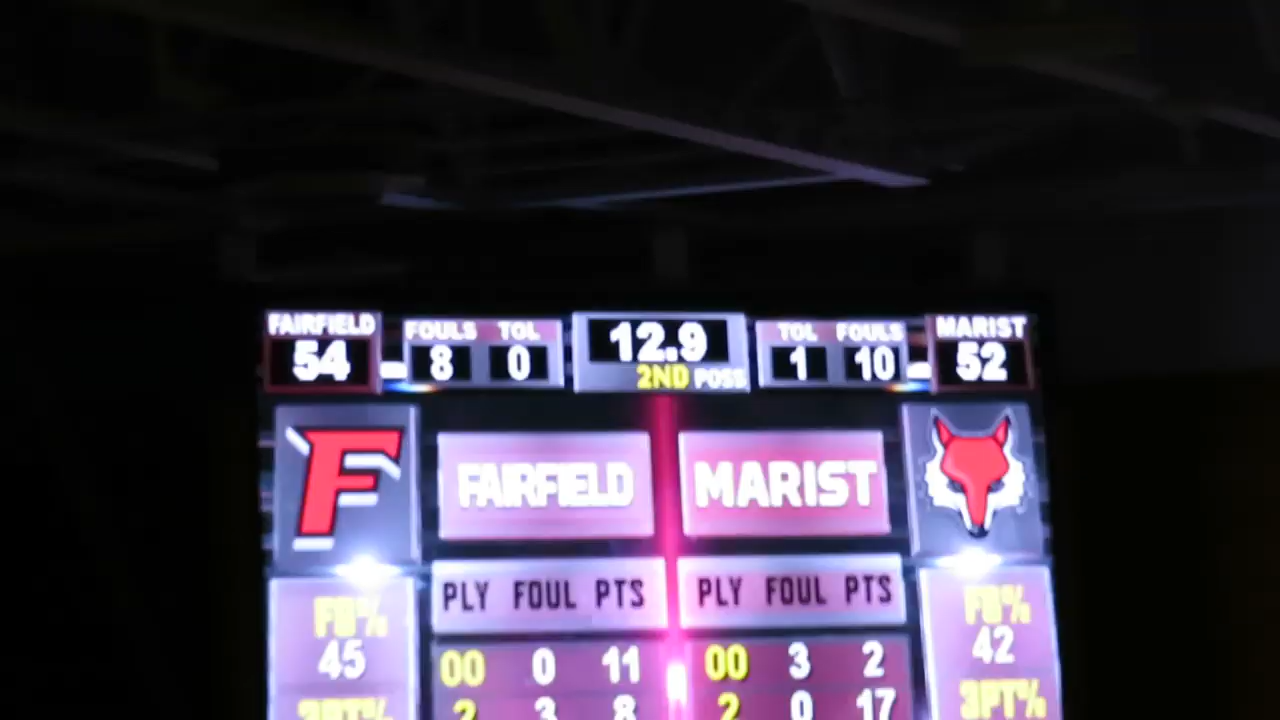 FAIRFIELD FOULS TOL 12.9 TOL FOULS MARIST
54 8 0 2ND POSS 1 10 52
F FAIRFIELD MARIST
PLY FOUL PTS PLY FOUL PTS
FG% FG%
45 00 0 11 00 3 2 42
3PT% 2 3 8 2 0 17 3PT%